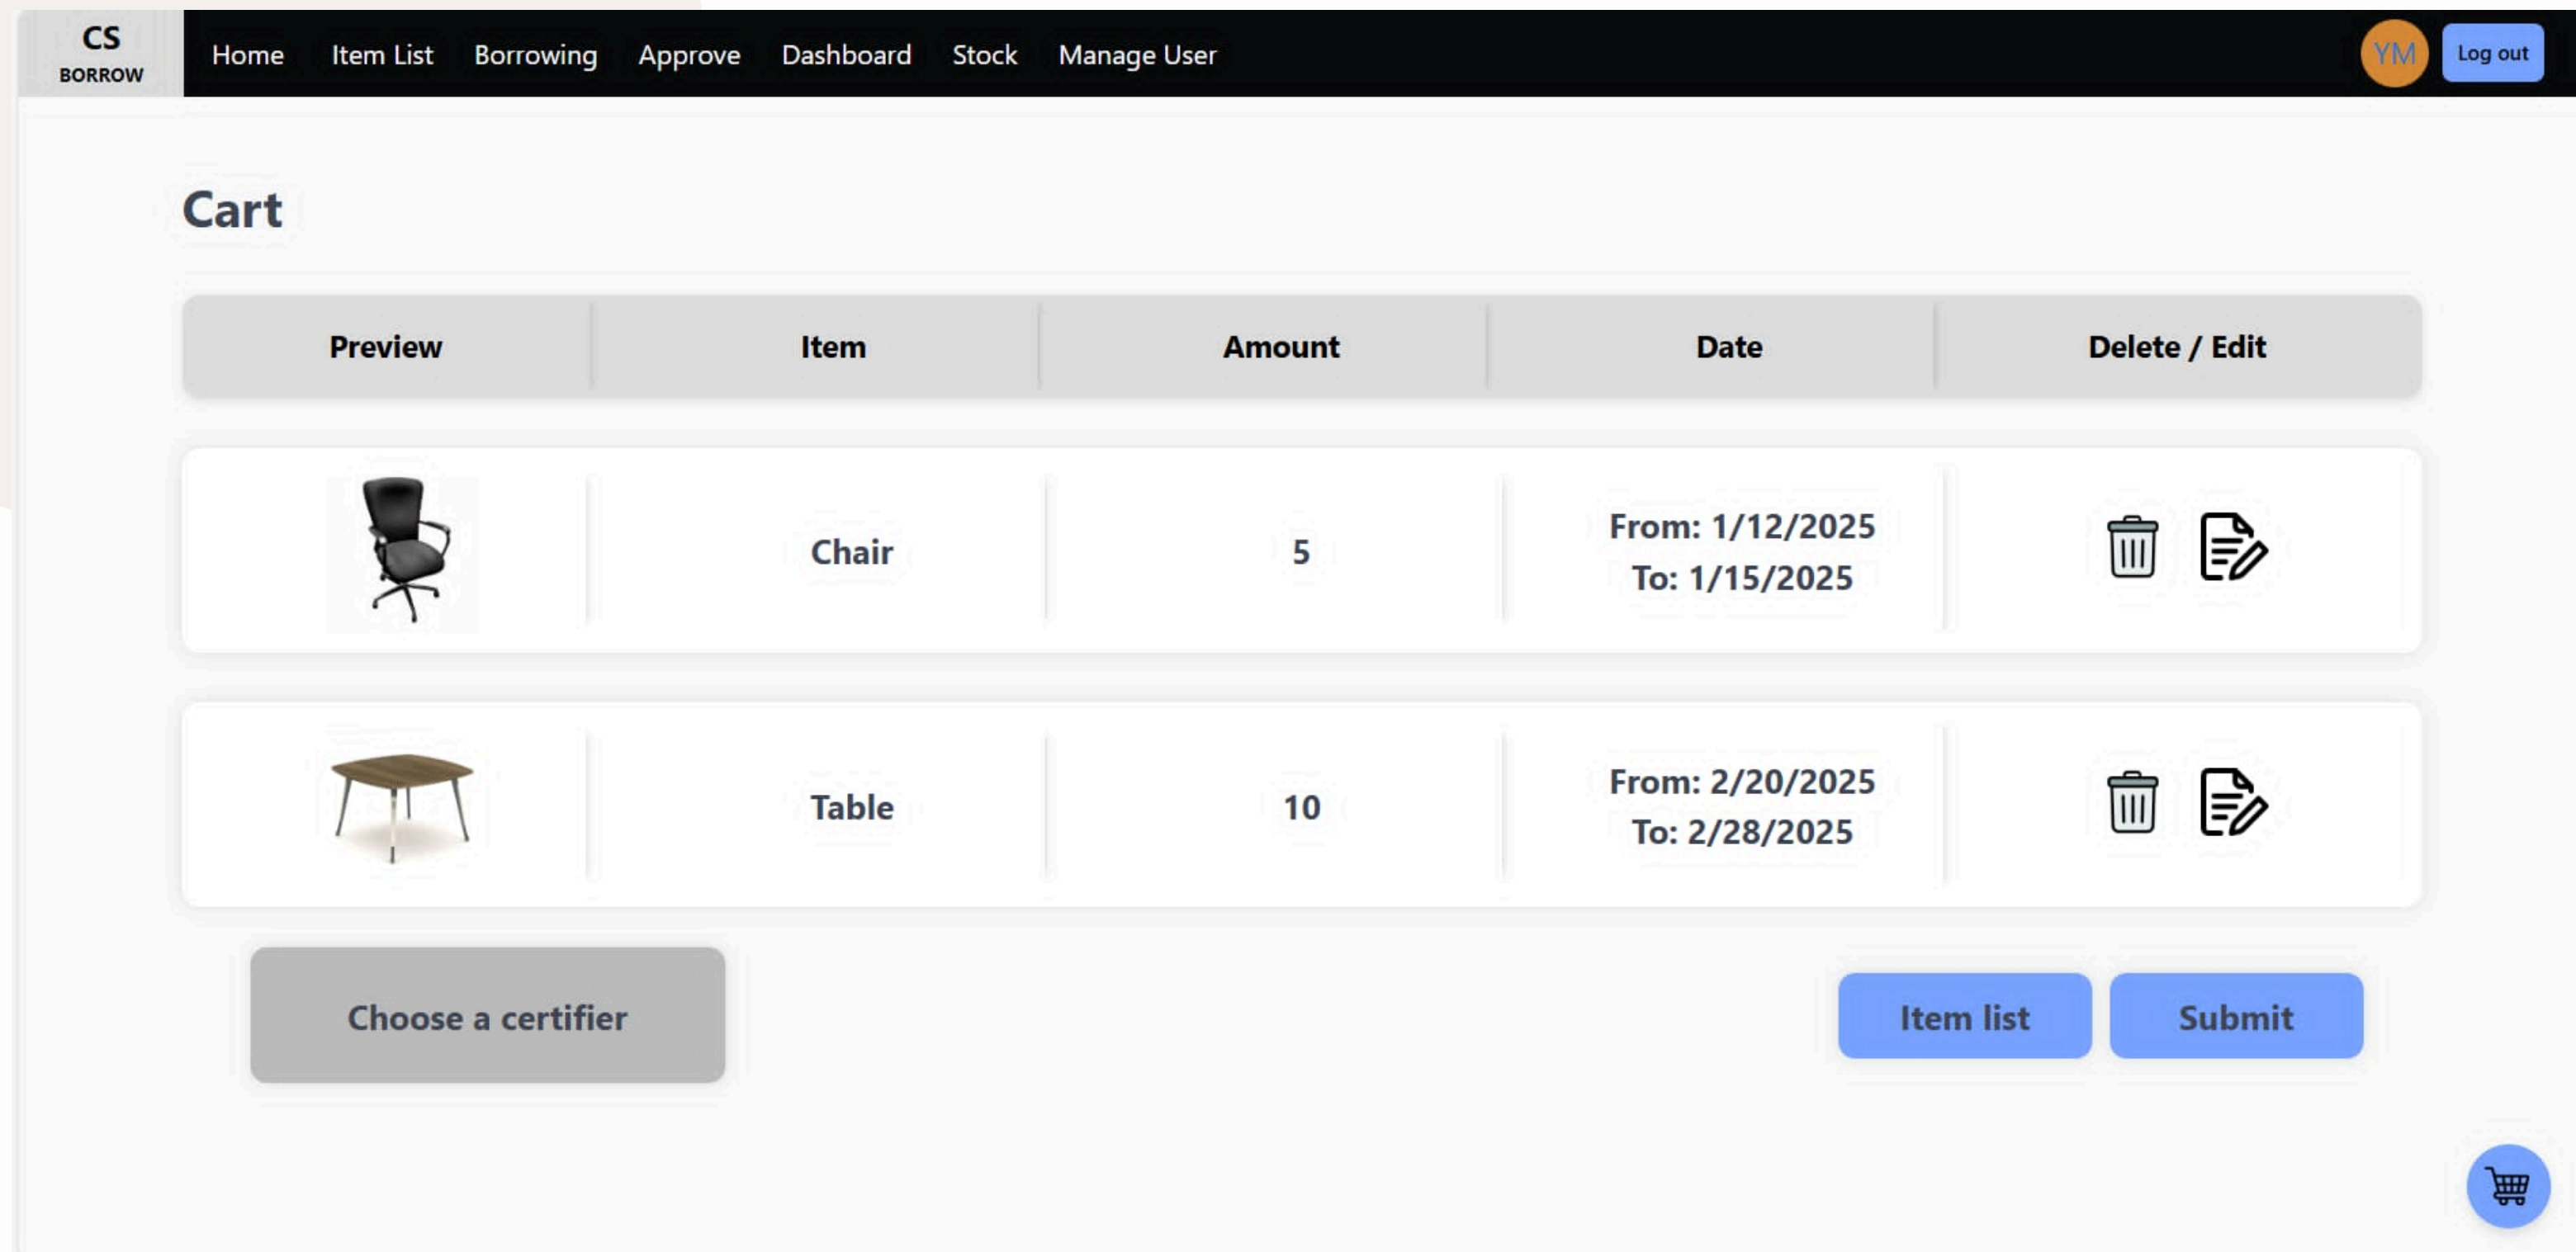 CS
BORROW
Home Item List Borrowing Approve Dashboard Stock Manage User
YM
Log out
Cart
Preview Item Amount Date Delete / Edit
Chair 5 From: 1/12/2025
To: 1/15/2025
Table 10 From: 2/20/2025
To: 2/28/2025
Choose a certifier
Item list
Submit